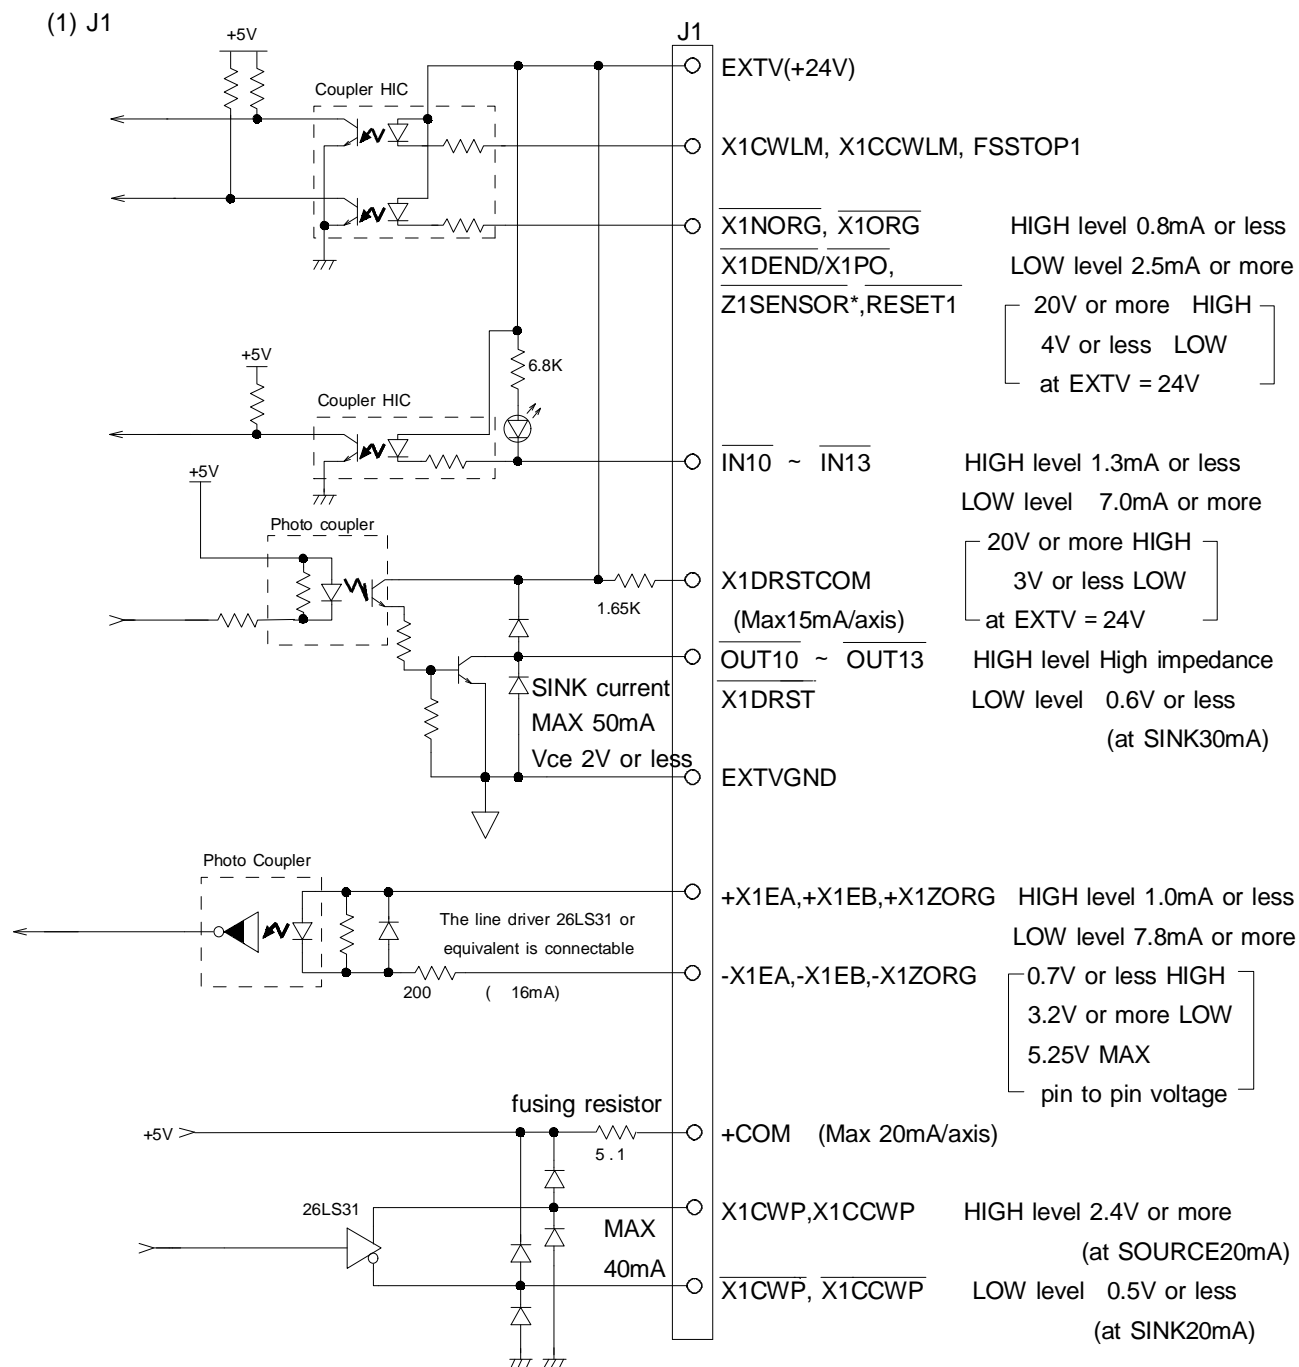 (1) J1
J1
+5V
EXTV(+24V)
Coupler HIC
X1CWLM, X1CCWLM, FSSTOP1
X1NORG, X1ORG HIGH level 0.8mA or less
X1DEND/X1PO, LOW level 2.5mA or more
Z1SENSOR*,RESET1 20V or more HIGH
4V or less LOW
at EXTV = 24V
+5V
6.8K
Coupler HIC
IN10 ~ IN13 HIGH level 1.3mA or less
+5V
LOW level 7.0mA or more
Photo coupler
20V or more HIGH
X1DRSTCOM 3V or less LOW
1.65K
(Max15mA/axis) at EXTV = 24V
OUT10 ~ OUT13 HIGH level High impedance
SINK current X1DRST LOW level 0.6V or less
MAX 50mA (at SINK30mA)
Vce 2V or less
EXTVGND
Photo Coupler
+X1EA,+X1EB,+X1ZORG HIGH level 1.0mA or less
The line driver 26LS31 or
equivalent is connectable
LOW level 7.8mA or more
-X1EA,-X1EB,-X1ZORG 0.7V or less HIGH
200 ( 16mA)
3.2V or more LOW
5.25V MAX
pin to pin voltage
fusing resistor
+5V +COM (Max 20mA/axis)
5.1
26LS31 X1CWP,X1CCWP HIGH level 2.4V or more
MAX (at SOURCE20mA)
40mA
X1CWP, X1CCWP LOW level 0.5V or less
(at SINK20mA)